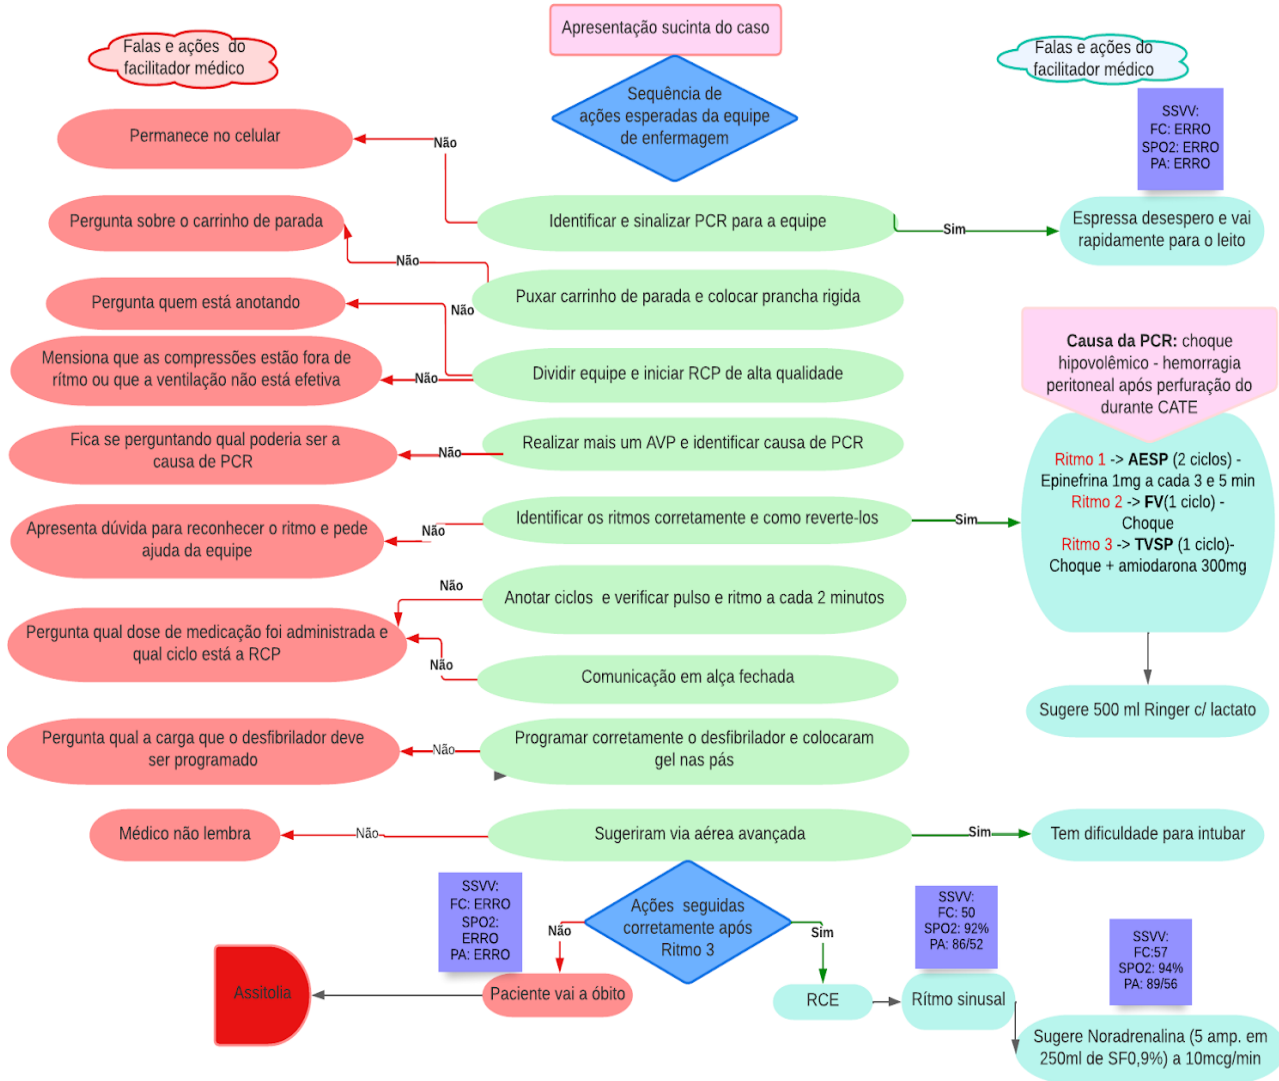 Apresentação sucinta do caso
Falas e ações do
facilitador médico
Falas e ações do
facilitador médico
Sequência de
ações esperadas da equipe
de enfermagem
SSVV:
FC: ERRO
SPO2: ERRO
PA: ERRO
Permanece no celular
Não
Identificar e sinalizar PCR para a equipe
Sim
Espressa desespero e vai
rapidamente para o leito
Pergunta sobre o carrinho de parada
Não
Puxar carrinho de parada e colocar prancha rigida
Pergunta quem está anotando
Não
Mensiona que as compressões estão fora de
rítmo ou que a ventilação não está efetiva
Não
Dividir equipe e iniciar RCP de alta qualidade
Causa da PCR: choque
hipovolêmico - hemorragia
peritoneal após perfuração do
durante CATE
Fica se perguntando qual poderia ser a
causa de PCR
Não
Realizar mais um AVP e identificar causa de PCR
Ritmo 1 -> AESP (2 ciclos) -
Epinefrina 1mg a cada 3 e 5 min
Ritmo 2 -> FV(1 ciclo) -
Choque
Ritmo 3 -> TVSP (1 ciclo)-
Choque + amiodarona 300mg
Apresenta dúvida para reconhecer o ritmo e pede
ajuda da equipe
Não
Identificar os ritmos corretamente e como reverte-los
Sim
Não
Anotar ciclos e verificar pulso e ritmo a cada 2 minutos
Pergunta qual dose de medicação foi administrada e
qual ciclo está a RCP
Não
Comunicação em alça fechada
Sugere 500 ml Ringer c/ lactato
Pergunta qual a carga que o desfibrilador deve
ser programado
Não
Programar corretamente o desfibrilador e colocaram
gel nas pás
Médico não lembra
Não
Sugeriram via aérea avançada
Sim
Tem dificuldade para intubar
SSVV:
FC: ERRO
SPO2:
ERRO
PA: ERRO
Não
Ações seguidas
corretamente após
Ritmo 3
Sim
SSVV:
FC: 50
SPO2: 92%
PA: 86/52
SSVV:
FC:57
SPO2: 94%
PA: 89/56
Assitolia
Paciente vai a óbito
RCE
Rítmo sinusal
Sugere Noradrenalina (5 amp. em
250ml de SF0,9%) a 10mcg/min